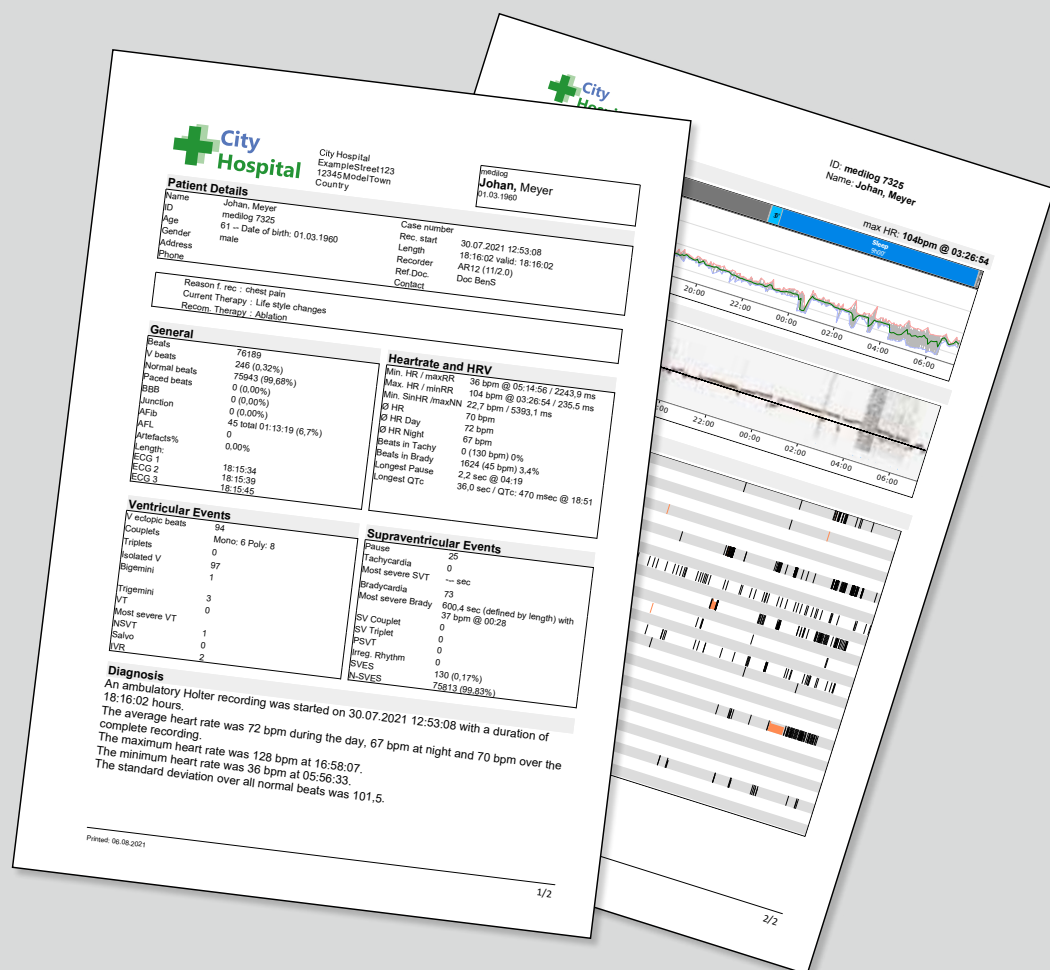 City
Hospital
City Hospital
ExampleStreet123
12345ModelTown
Country
medilog
Johan, Meyer
01.03.1960
Patient Details
Name Johan, Meyer
ID medilog 7325
Age 61 -- Date of birth: 01.03.1960
Gender male
Address
Phone
Case number
Rec. start 30.07.2021 12:53:08
Length 18:16:02 valid: 18:16:02
Recorder AR12 (11/2.0)
Ref.Doc. Doc BenS
Contact
Reason f. rec : chest pain
Current Therapy : Life style changes
Recom. Therapy : Ablation
General
Beats 76189
V beats 246 (0,32%)
Normal beats 75943 (99,68%)
Paced beats 0 (0,00%)
BBB 0 (0,00%)
Junction 0 (0,00%)
AFib 45 total 01:13:19 (6,7%)
AFL 0
Artefacts% 0,00%
Length:
ECG 1 18:15:34
ECG 2 18:15:39
ECG 3 18:15:45
Heartrate and HRV
Min. HR / maxRR 36 bpm @ 05:14:56 / 2243,9 ms
Max. HR / minRR 104 bpm @ 03:26:54 / 235,5 ms
Min. SinHR /maxNN 22,7 bpm / 5393,1 ms
Ø HR 70 bpm
Ø HR Day 72 bpm
Ø HR Night 67 bpm
Beats in Tachy 0 (130 bpm) 0%
Beats in Brady 1624 (45 bpm) 3,4%
Longest Pause 2,2 sec @ 04:19
Longest QTc 36,0 sec / QTc: 470 msec @ 18:51
Ventricular Events
V ectopic beats 94
Couplets Mono: 6 Poly: 8
Triplets 0
Isolated V 97
Bigemini 1
Trigemini 3
VT 0
Most severe VT
NSVT 1
Salvo 0
IVR 2
Supraventricular Events
Pause 25
Tachycardia 0
Most severe SVT --- sec
Bradycardia 73
Most severe Brady 600,4 sec (defined by length) with
37 bpm @ 00:28
SV Couplet 0
SV Triplet 0
PSVT 0
Irreg. Rhythm 0
SVES 130 (0,17%)
N-SVES 75813 (99,83%)
Diagnosis
An ambulatory Holter recording was started on 30.07.2021 12:53:08 with a duration of
18:16:02 hours.
The average heart rate was 72 bpm during the day, 67 bpm at night and 70 bpm over the
complete recording.
The maximum heart rate was 128 bpm at 16:58:07.
The minimum heart rate was 36 bpm at 05:56:33.
The standard deviation over all normal beats was 101,5.
Printed: 06.08.2021
1/2
City
ID: medilog 7325
Name: Johan, Meyer
max HR: 104bpm @ 03:26:54
Sleep
20:00 22:00 00:00 02:00 04:00 06:00
22:00 00:00 02:00 04:00 06:00
2/2